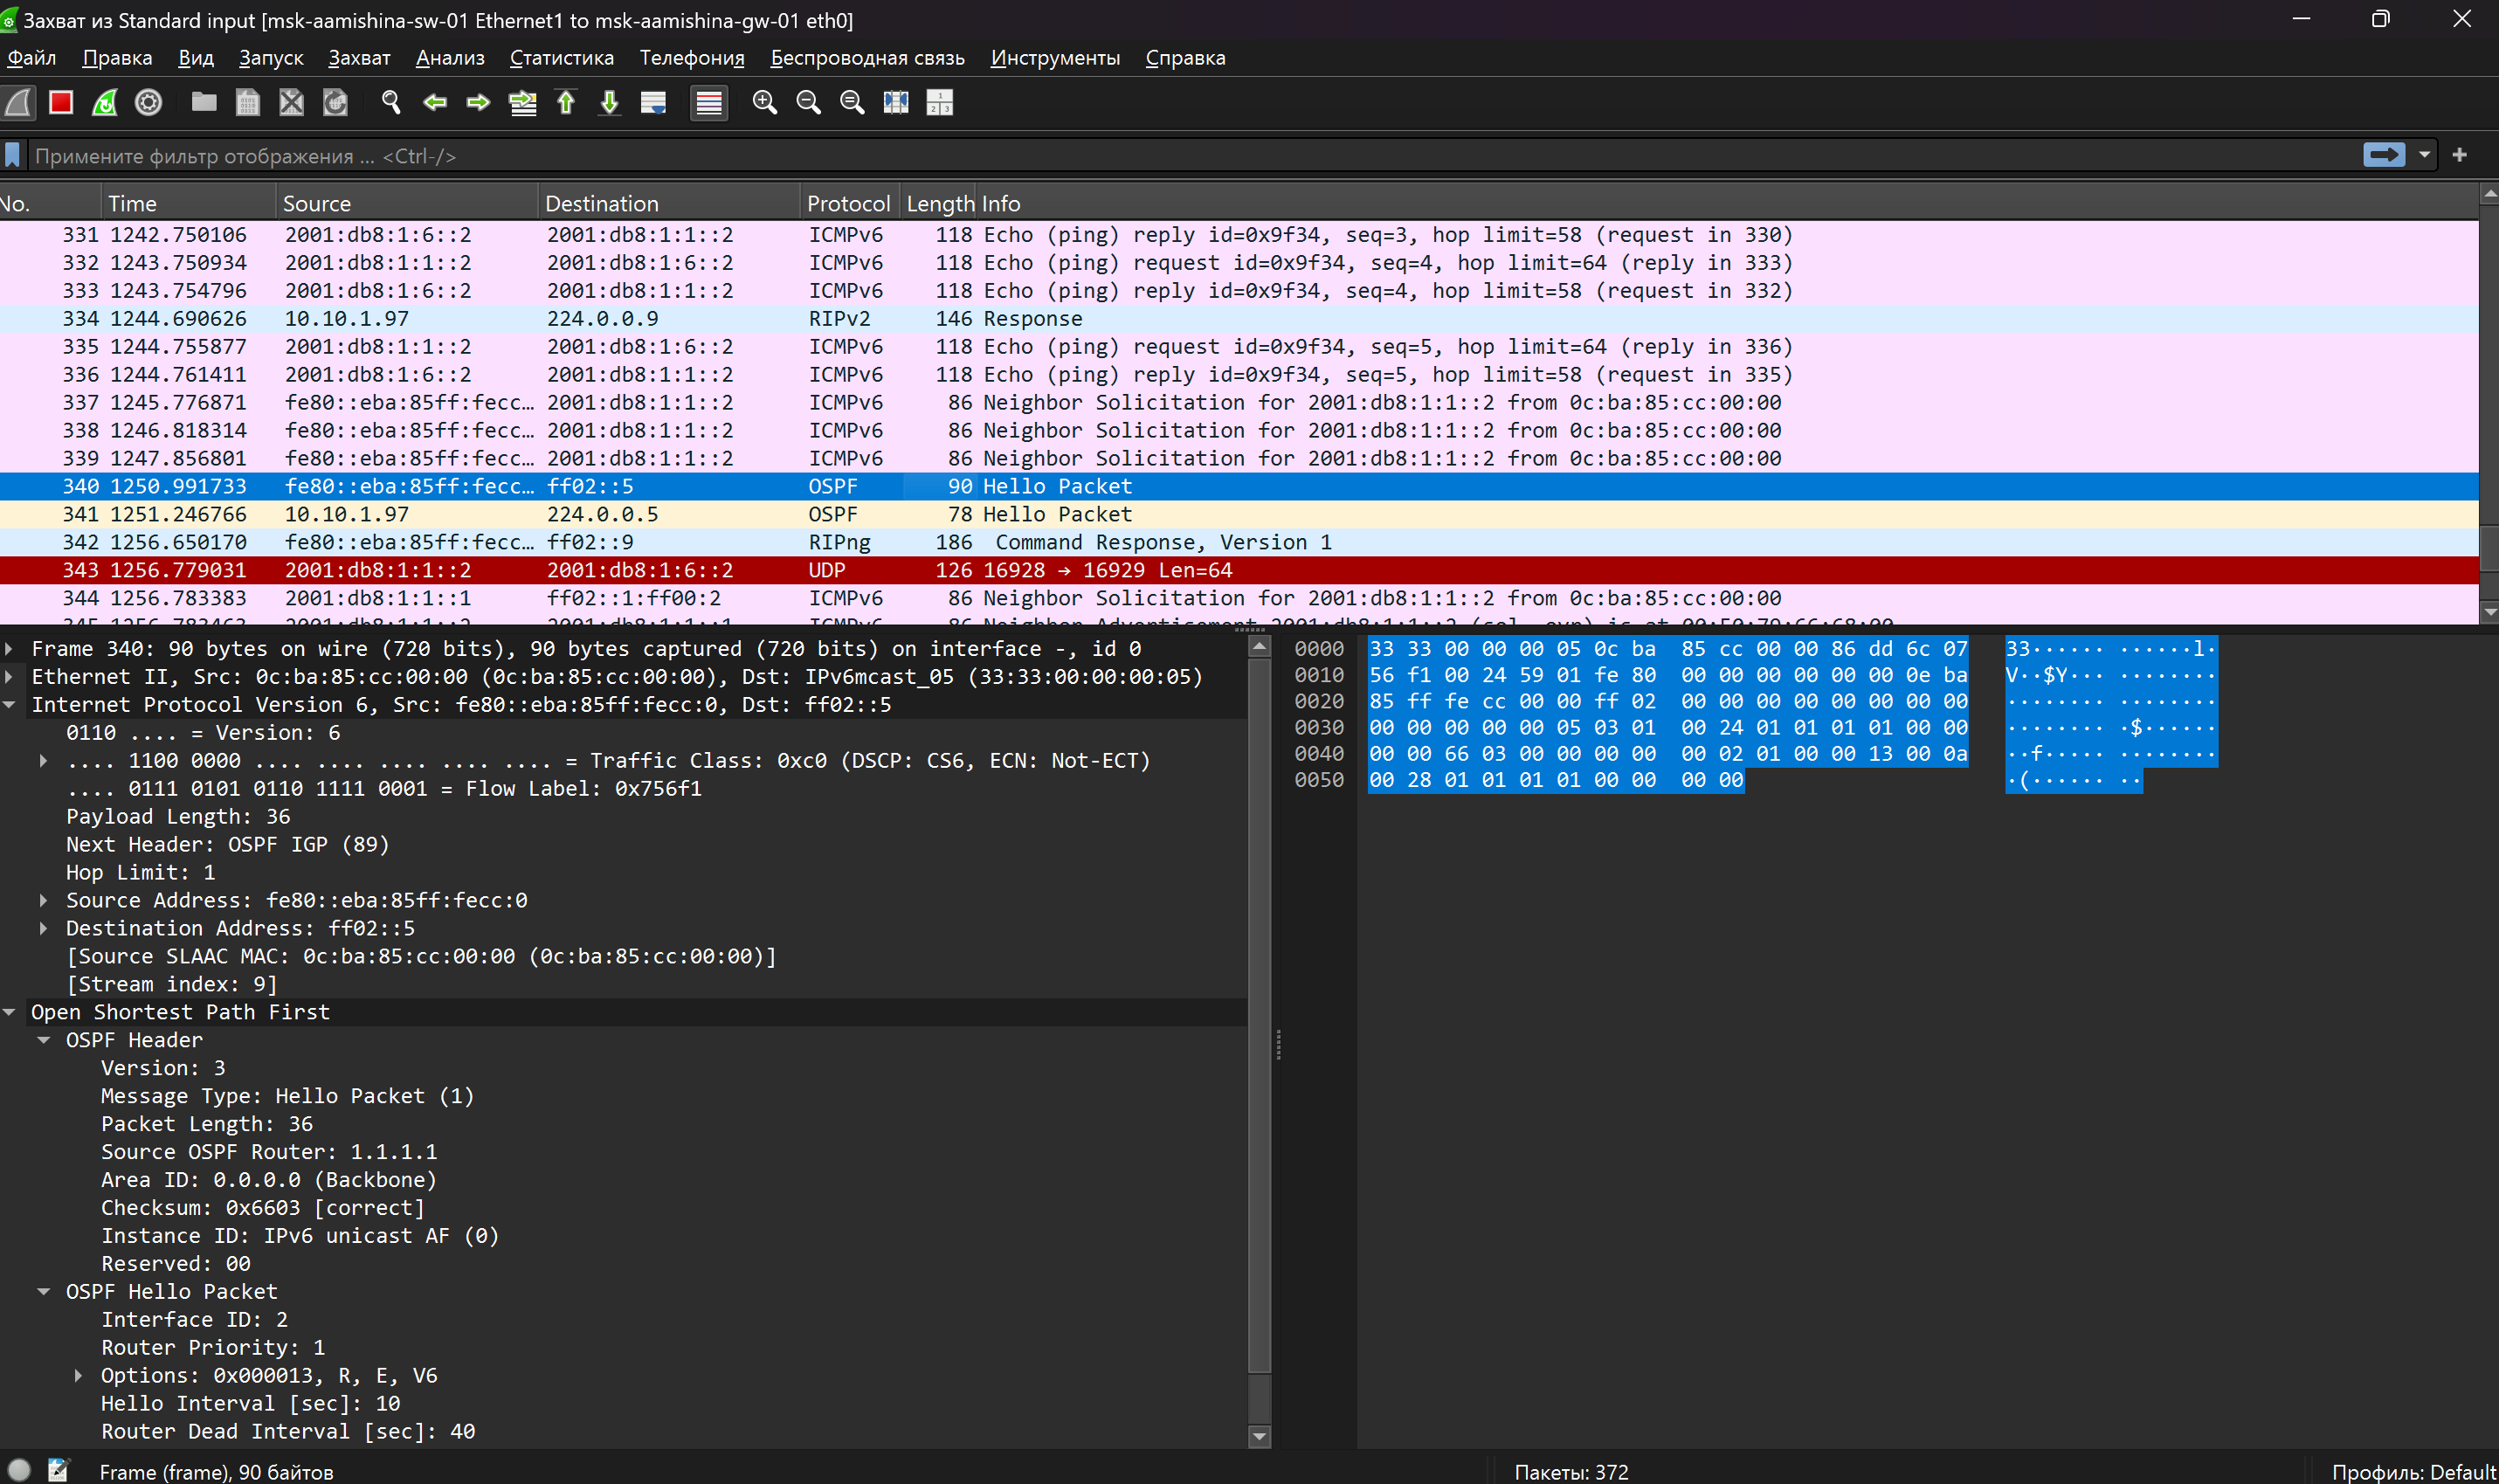 Захват из Standard input [msk-aamishina-sw-01 Ethernet1 to msk-aamishina-gw-01 eth0]
Файл Правка Вид Запуск Захват Анализ Статистика Телефония Беспроводная связь Инструменты Справка
Примените фильтр отображения ... <Ctrl-/>
No. Time Source Destination Protocol Length Info
331 1242.750106 2001:db8:1:6::2 2001:db8:1:1::2 ICMPv6 118 Echo (ping) reply id=0x9f34, seq=3, hop limit=58 (request in 330)
332 1243.750934 2001:db8:1:1::2 2001:db8:1:6::2 ICMPv6 118 Echo (ping) request id=0x9f34, seq=4, hop limit=64 (reply in 333)
333 1243.754796 2001:db8:1:6::2 2001:db8:1:1::2 ICMPv6 118 Echo (ping) reply id=0x9f34, seq=4, hop limit=58 (request in 332)
334 1244.690626 10.10.1.97 224.0.0.9 RIPv2 146 Response
335 1244.755877 2001:db8:1:1::2 2001:db8:1:6::2 ICMPv6 118 Echo (ping) request id=0x9f34, seq=5, hop limit=64 (reply in 336)
336 1244.761411 2001:db8:1:6::2 2001:db8:1:1::2 ICMPv6 118 Echo (ping) reply id=0x9f34, seq=5, hop limit=58 (request in 335)
337 1245.776871 fe80::eba:85ff:fecc… 2001:db8:1:1::2 ICMPv6 86 Neighbor Solicitation for 2001:db8:1:1::2 from 0c:ba:85:cc:00:00
338 1246.818314 fe80::eba:85ff:fecc… 2001:db8:1:1::2 ICMPv6 86 Neighbor Solicitation for 2001:db8:1:1::2 from 0c:ba:85:cc:00:00
339 1247.856801 fe80::eba:85ff:fecc… 2001:db8:1:1::2 ICMPv6 86 Neighbor Solicitation for 2001:db8:1:1::2 from 0c:ba:85:cc:00:00
340 1250.991733 fe80::eba:85ff:fecc… ff02::5 OSPF 90 Hello Packet
341 1251.246766 10.10.1.97 224.0.0.5 OSPF 78 Hello Packet
342 1256.650170 fe80::eba:85ff:fecc… ff02::9 RIPng 186 Command Response, Version 1
343 1256.779031 2001:db8:1:1::2 2001:db8:1:6::2 UDP 126 16928 → 16929 Len=64
344 1256.783383 2001:db8:1:1::1 ff02::1:ff00:2 ICMPv6 86 Neighbor Solicitation for 2001:db8:1:1::2 from 0c:ba:85:cc:00:00
Frame 340: 90 bytes on wire (720 bits), 90 bytes captured (720 bits) on interface -, id 0
Ethernet II, Src: 0c:ba:85:cc:00:00 (0c:ba:85:cc:00:00), Dst: IPv6mcast_05 (33:33:00:00:00:05)
Internet Protocol Version 6, Src: fe80::eba:85ff:fecc:0, Dst: ff02::5
0110 .... = Version: 6
.... 1100 0000 .... .... .... .... .... = Traffic Class: 0xc0 (DSCP: CS6, ECN: Not-ECT)
.... 0111 0101 0110 1111 0001 = Flow Label: 0x756f1
Payload Length: 36
Next Header: OSPF IGP (89)
Hop Limit: 1
Source Address: fe80::eba:85ff:fecc:0
Destination Address: ff02::5
[Source SLAAC MAC: 0c:ba:85:cc:00:00 (0c:ba:85:cc:00:00)]
[Stream index: 9]
Open Shortest Path First
OSPF Header
Version: 3
Message Type: Hello Packet (1)
Packet Length: 36
Source OSPF Router: 1.1.1.1
Area ID: 0.0.0.0 (Backbone)
Checksum: 0x6603 [correct]
Instance ID: IPv6 unicast AF (0)
Reserved: 00
OSPF Hello Packet
Interface ID: 2
Router Priority: 1
Options: 0x000013, R, E, V6
Hello Interval [sec]: 10
Router Dead Interval [sec]: 40
0000 33 33 00 00 00 05 0c ba 85 cc 00 00 86 dd 6c 07 33······ ······l·
0010 56 f1 00 24 59 01 fe 80 00 00 00 00 00 00 0e ba V··$Y··· ········
0020 85 ff fe cc 00 00 ff 02 00 00 00 00 00 00 00 00 ········ ········
0030 00 00 00 00 00 05 03 01 00 24 01 01 01 01 00 00 ········ ·$······
0040 00 00 66 03 00 00 00 00 00 02 01 00 00 13 00 0a ··f····· ········
0050 00 28 01 01 01 01 00 00 00 00 ·(······ ··
Frame (frame), 90 байтов
Пакеты: 372
Профиль: Default